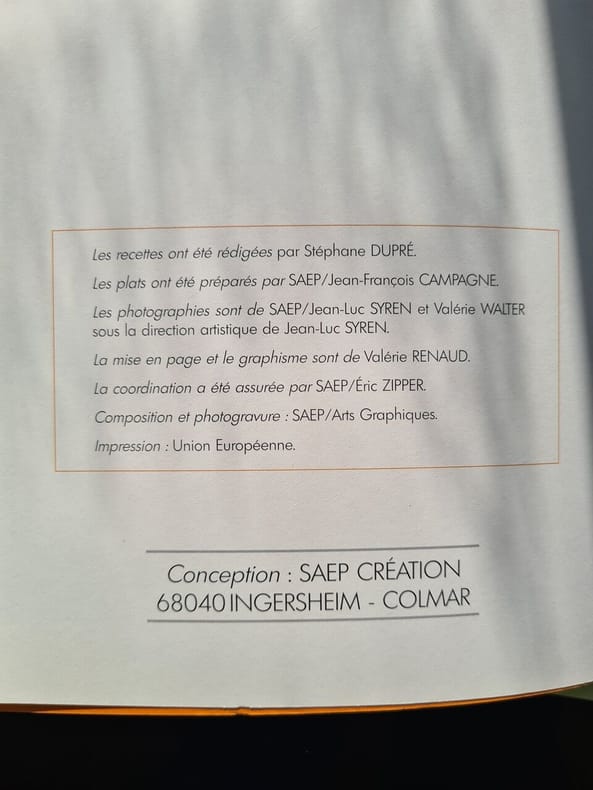 Les recettes ont été rédigées par Stéphane DUPRÉ.
Les plats ont été préparés par SAEP/Jean-François CAMPAGNE.
Les photographies sont de SAEP/Jean-Luc SYREN et Valérie WALTER
sous la direction artistique de Jean-Luc SYREN.
La mise en page et le graphisme sont de Valérie RENAUD.
La coordination a été assurée par SAEP/Éric ZIPPER.
Composition et photogravure : SAEP/Arts Graphiques.
Impression : Union Européenne.
Conception : SAEP CRÉATION
68040 INGERSHEIM - COLMAR